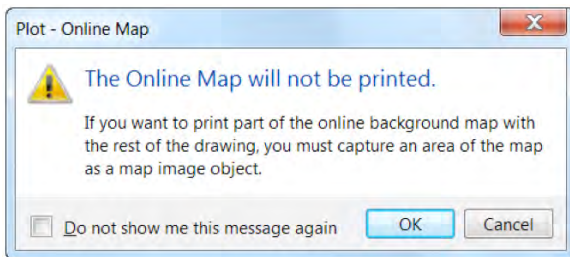 Plot - Online Map
The Online Map will not be printed.
If you want to print part of the online background map with
the rest of the drawing, you must capture an area of the map
as a map image object.
Do not show me this message again
OK
Cancel